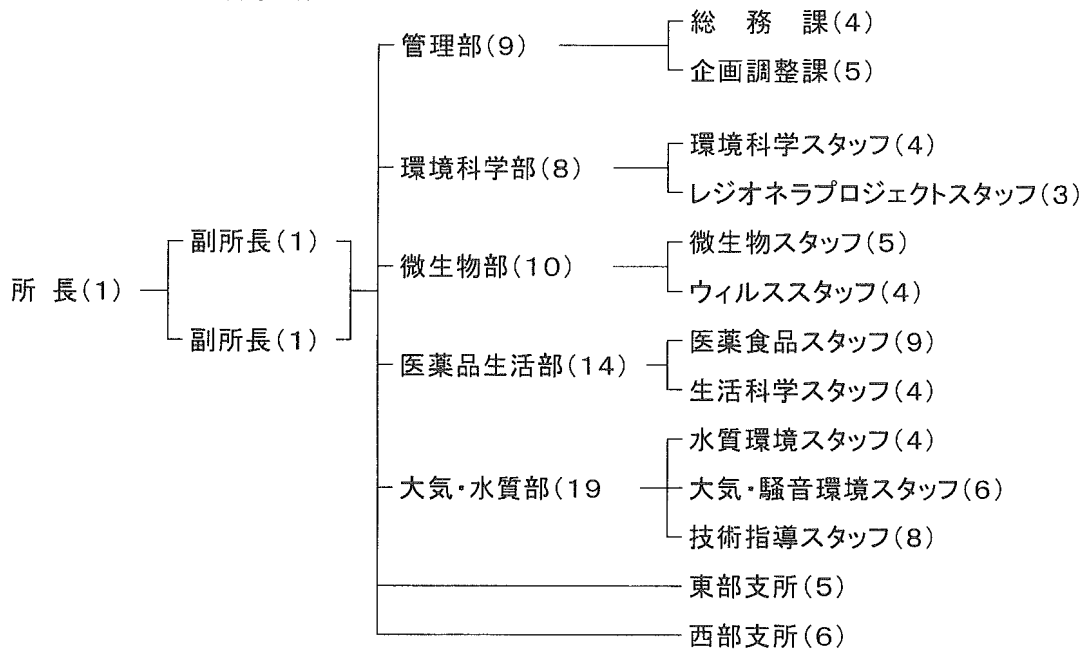 総務課(4)
管理部(9)
企画調整課(5)
環境科学スタッフ(4)
環境科学部(8)
レジオネラプロジェクトスタッフ(3)
副所長(1)
微生物スタッフ(5)
微生物部(10)
所長(1)
ウィルススタッフ(4)
副所長(1)
医薬食品スタッフ(9)
医薬品生活部(14)
生活科学スタッフ(4)
水質環境スタッフ(4)
大気・水質部(19
大気・騒音環境スタッフ(6)
技術指導スタッフ(8)
東部支所(5)
西部支所(6)